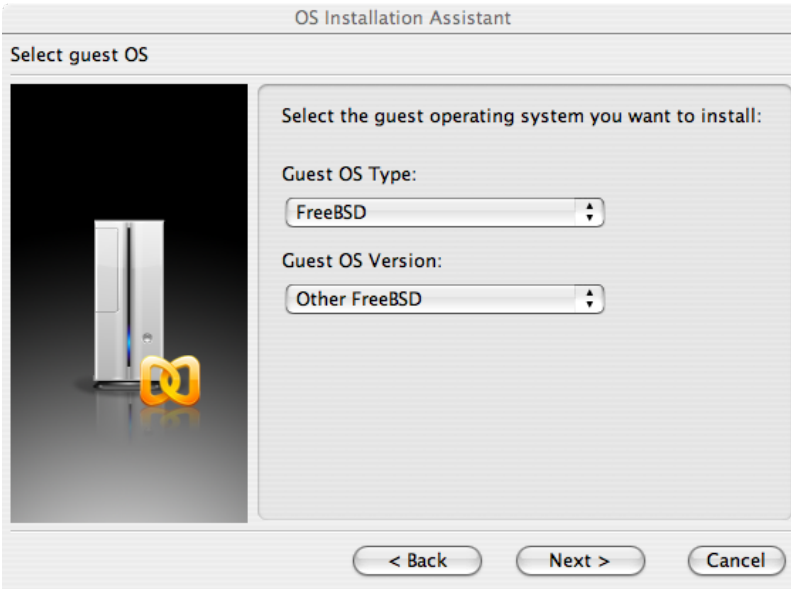 OS Installation Assistant
Select guest OS
Select the guest operating system you want to install:
Guest OS Type:
FreeBSD
Guest OS Version:
Other FreeBSD
< Back
Next >
Cancel